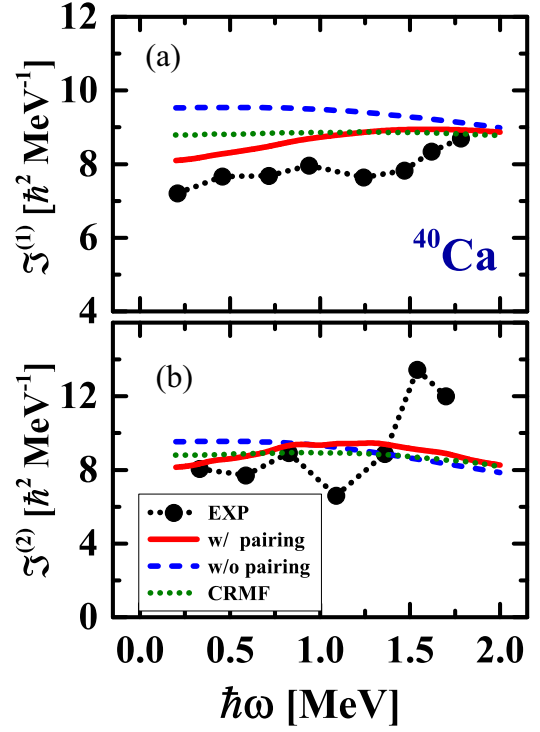 12
(a)
10
8
6
4
ℑ⁽¹⁾ [ℏ² MeV⁻¹]
⁴⁰Ca
(b)
12
8
4
0
ℑ⁽²⁾ [ℏ² MeV⁻¹]
EXP
w/ pairing
w/o pairing
CRMF
0.0 0.5 1.0 1.5 2.0
ℏω [MeV]